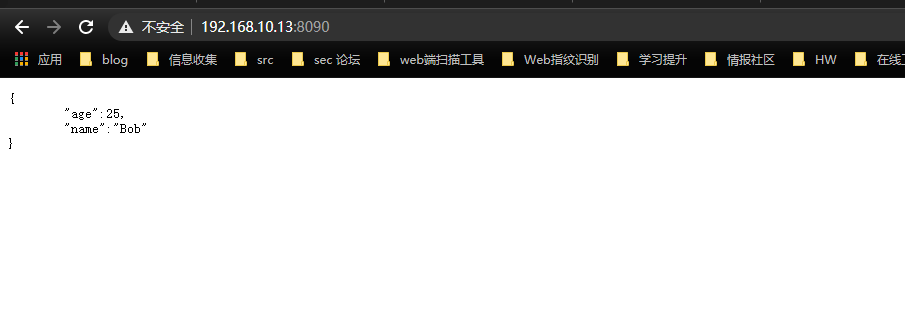 不安全 192.168.10.13:8090
应用 blog 信息收集 src sec 论坛 web端扫描工具 Web指纹识别 学习提升 情报社区 HW 在线
{
"age":25,
"name":"Bob"
}